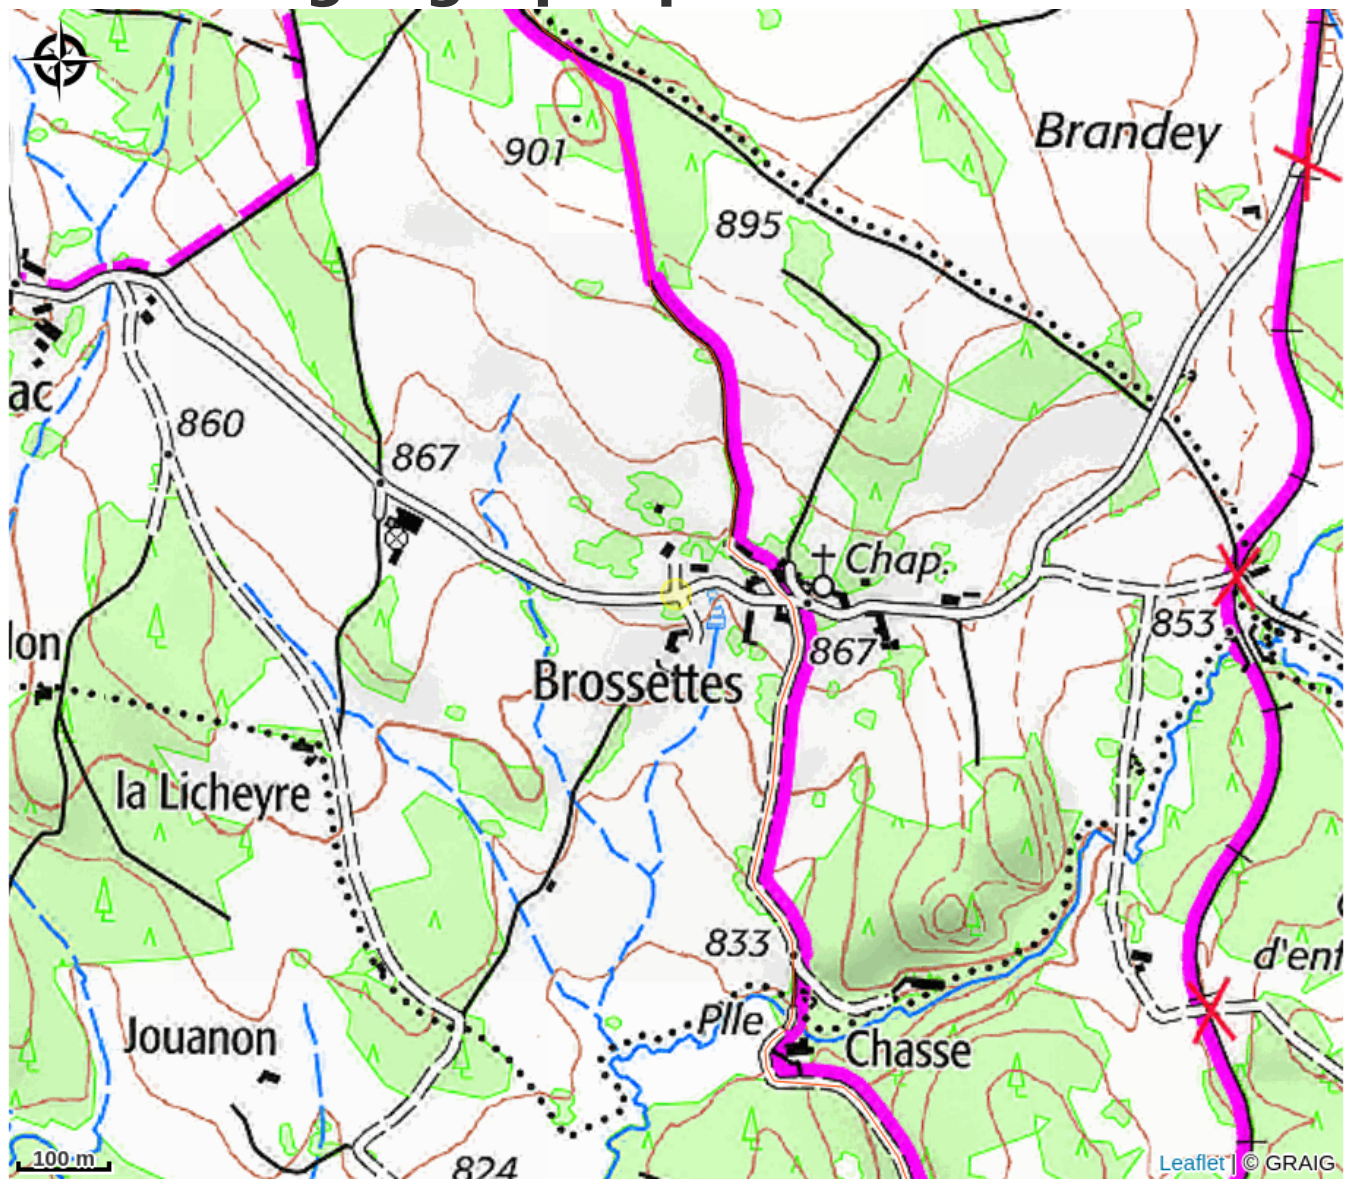 901
Brandey
895
ac
860
867
Chap.
853
lon
867
Brossèttes
la Licheyre
833
d'enf
Plle
Jouanon
Chasse
824
100 m
Leaflet | © GRAIG